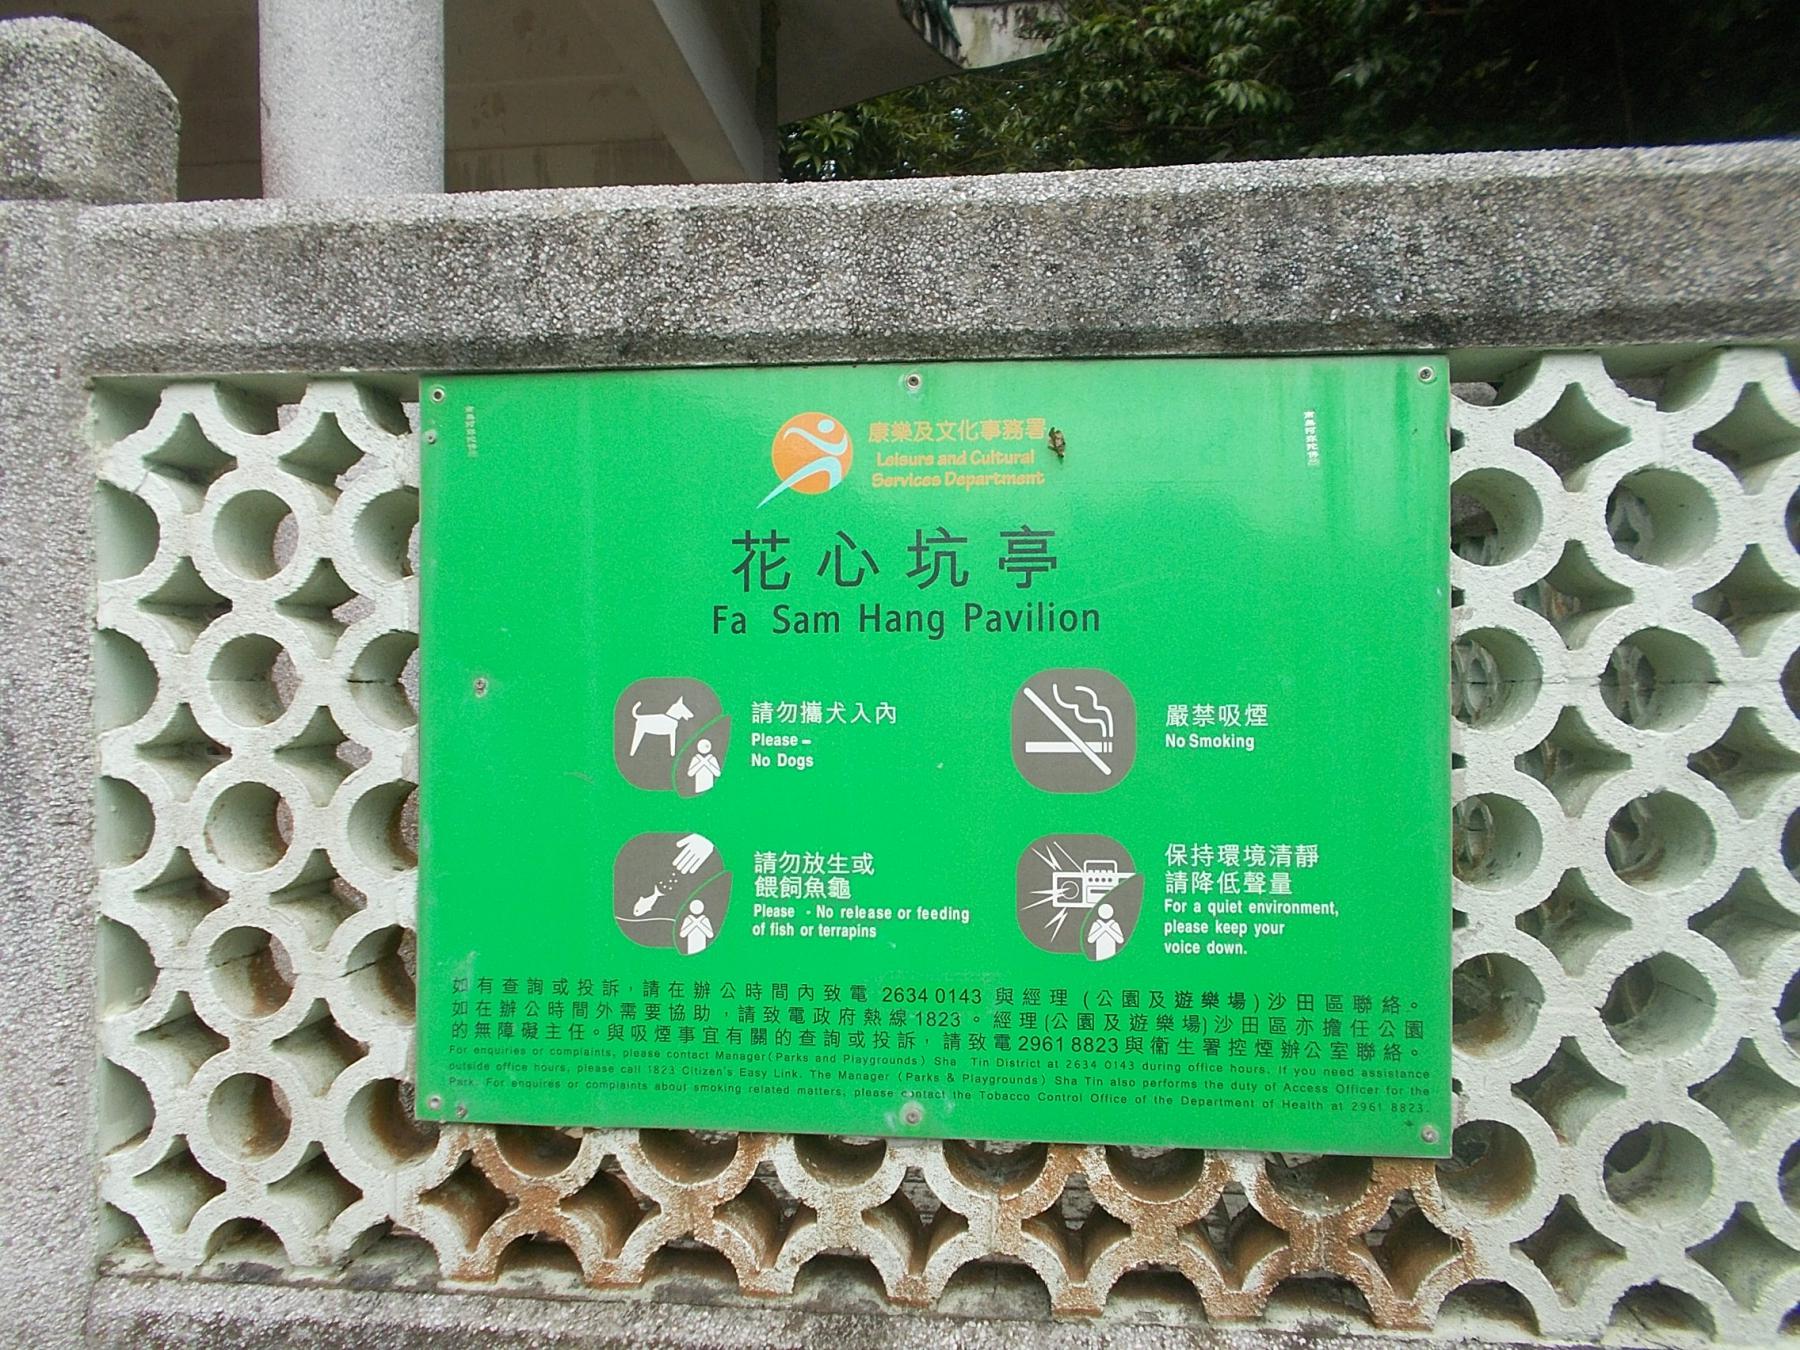 南無阿弥陀佛
南無阿弥陀佛
康樂及文化事務署
Leisure and Cultural
Services Department
花心坑亭
Fa Sam Hang Pavilion
請勿攜犬入內
Please -
No Dogs
嚴禁吸煙
No Smoking
請勿放生或
餵飼魚龜
Please - No release or feeding
of fish or terrapins
保持環境清靜
請降低聲量
For a quiet environment,
please keep your
voice down.
如有查詢或投訴，請在辦公時間內致電 2634 0143 與經理 (公園及遊樂場) 沙田區聯絡。
如在辦公時間外需要協助，請致電政府熱線 1823。經理 (公園及遊樂場) 沙田區亦擔任公園
的無障礙主任。與吸煙事宜有關的查詢或投訴，請致電 2961 8823 與衞生署控煙辦公室聯絡。
For enquiries or complaints, please contact Manager (Parks and Playgrounds) Sha Tin District at 2634 0143 during office hours. If you need assistance
outside office hours, please call 1823 Citizen's Easy Link. The Manager (Parks & Playgrounds) Sha Tin also performs the duty of Access Officer for the
Park. For enquires or complaints about smoking related matters, please contact the Tobacco Control Office of the Department of Health at 2961 8823.